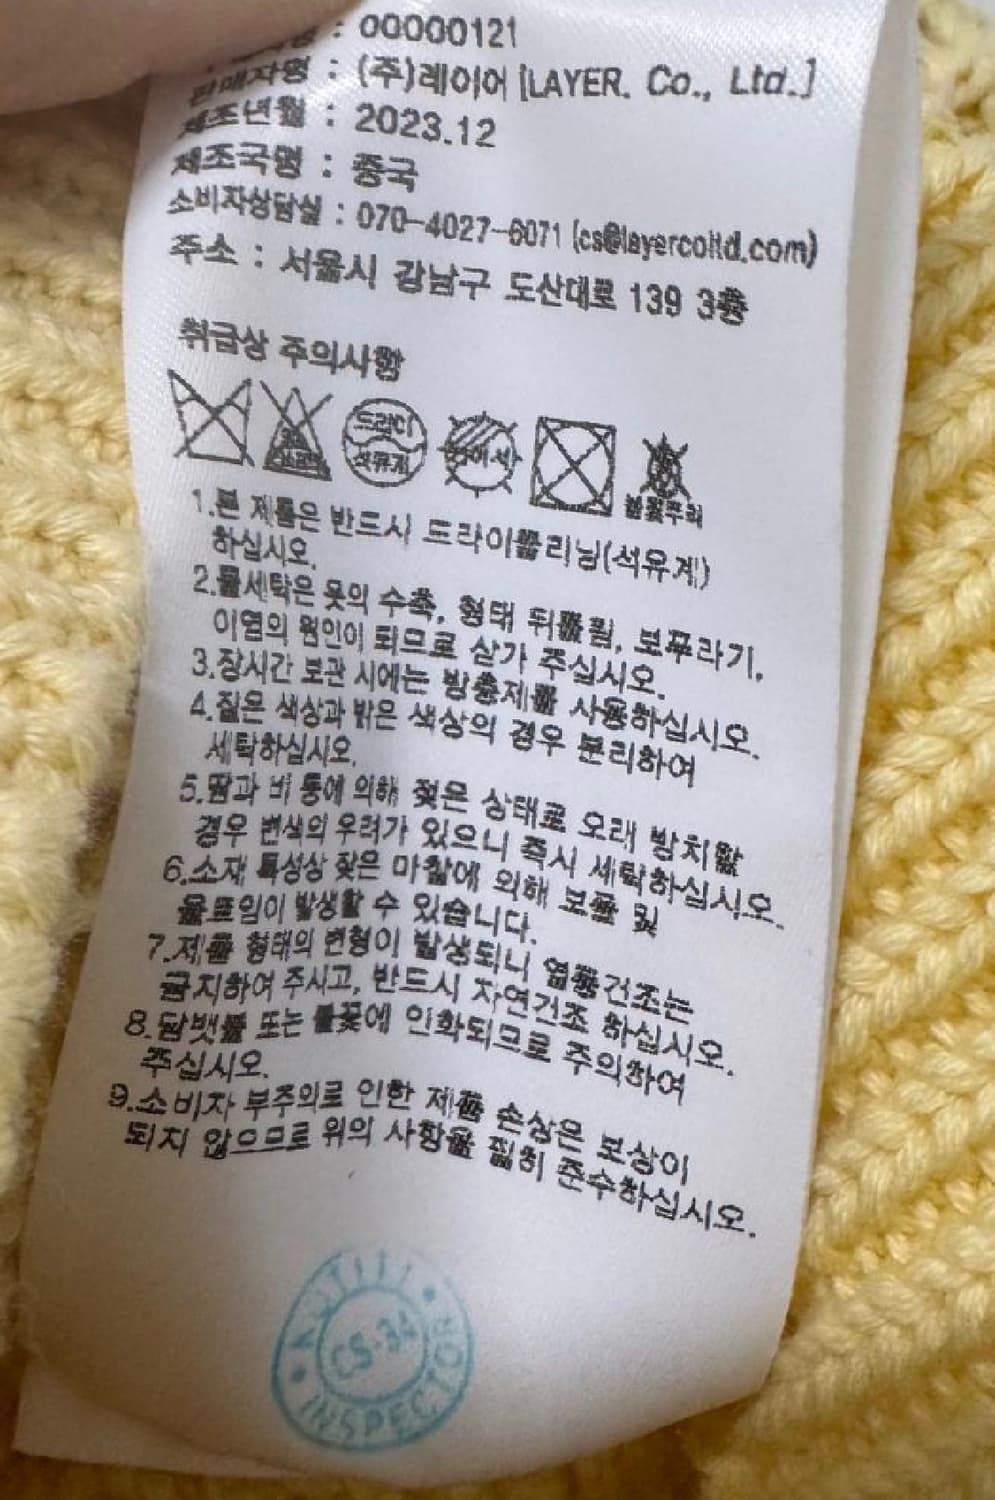 : 00000121
판매자명 : (주)레이어 [LAYER. Co., Ltd.]
제조년월 : 2023.12
제조국명 : 중국
소비자상담실 : 070-4027-6071 (cs@layercoltd.com)
주소 : 서울시 강남구 도산대로 139 3층
취급상 주의사항
드라이
석유계
뉘어서
불꽃주의
1.본 제품은 반드시 드라이클리닝(석유계)
하십시오.
2.물세탁은 옷의 수축, 형태 뒤틀림, 보푸라기,
이염의 원인이 되므로 삼가 주십시오.
3.장시간 보관 시에는 방충제를 사용하십시오.
4.짙은 색상과 밝은 색상의 경우 분리하여
세탁하십시오.
5.땀과 비 등에 의해 젖은 상태로 오래 방치할
경우 변색의 우려가 있으니 즉시 세탁하십시오.
6.소재 특성상 잦은 마찰에 의해 보풀 및
올트임이 발생할 수 있습니다.
7.제품 형태의 변형이 발생되니 열풍건조는
금지하여 주시고, 반드시 자연건조 하십시오.
8.담뱃불 또는 불꽃에 인화되므로 주의하여
주십시오.
9.소비자 부주의로 인한 제품 손상은 보상이
되지 않으므로 위의 사항을 필히 준수하십시오.
CS-34
INSPECTOR